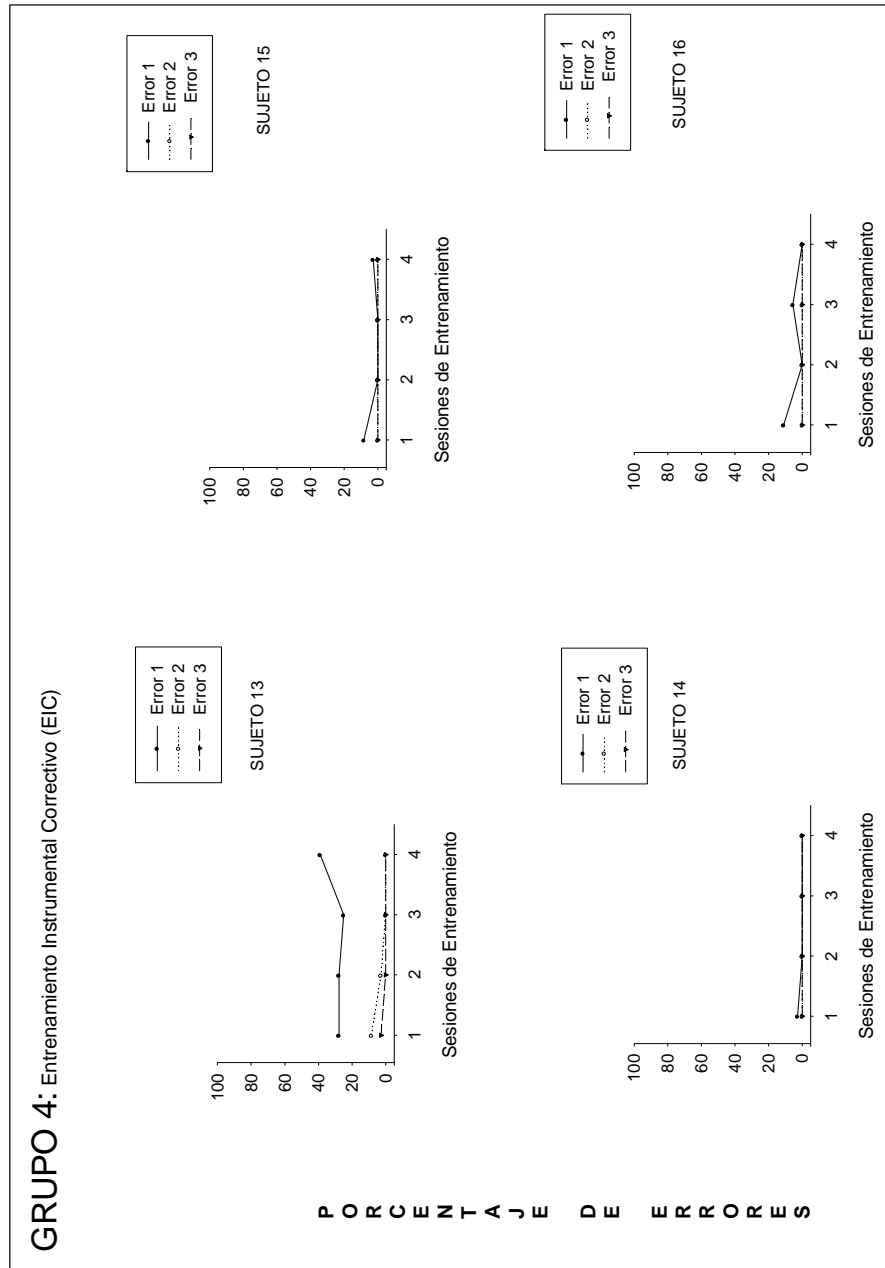 GRUPO 4: Entrenamiento Instrumental Correctivo (EIC)
PORCENTAJE DE ERRORES
100
80
60
40
20
0
1 2 3 4
Sesiones de Entrenamiento
Error 1
Error 2
Error 3
SUJETO 13
100
80
60
40
20
0
1 2 3 4
Sesiones de Entrenamiento
Error 1
Error 2
Error 3
SUJETO 15
100
80
60
40
20
0
1 2 3 4
Sesiones de Entrenamiento
Error 1
Error 2
Error 3
SUJETO 14
100
80
60
40
20
0
1 2 3 4
Sesiones de Entrenamiento
Error 1
Error 2
Error 3
SUJETO 16